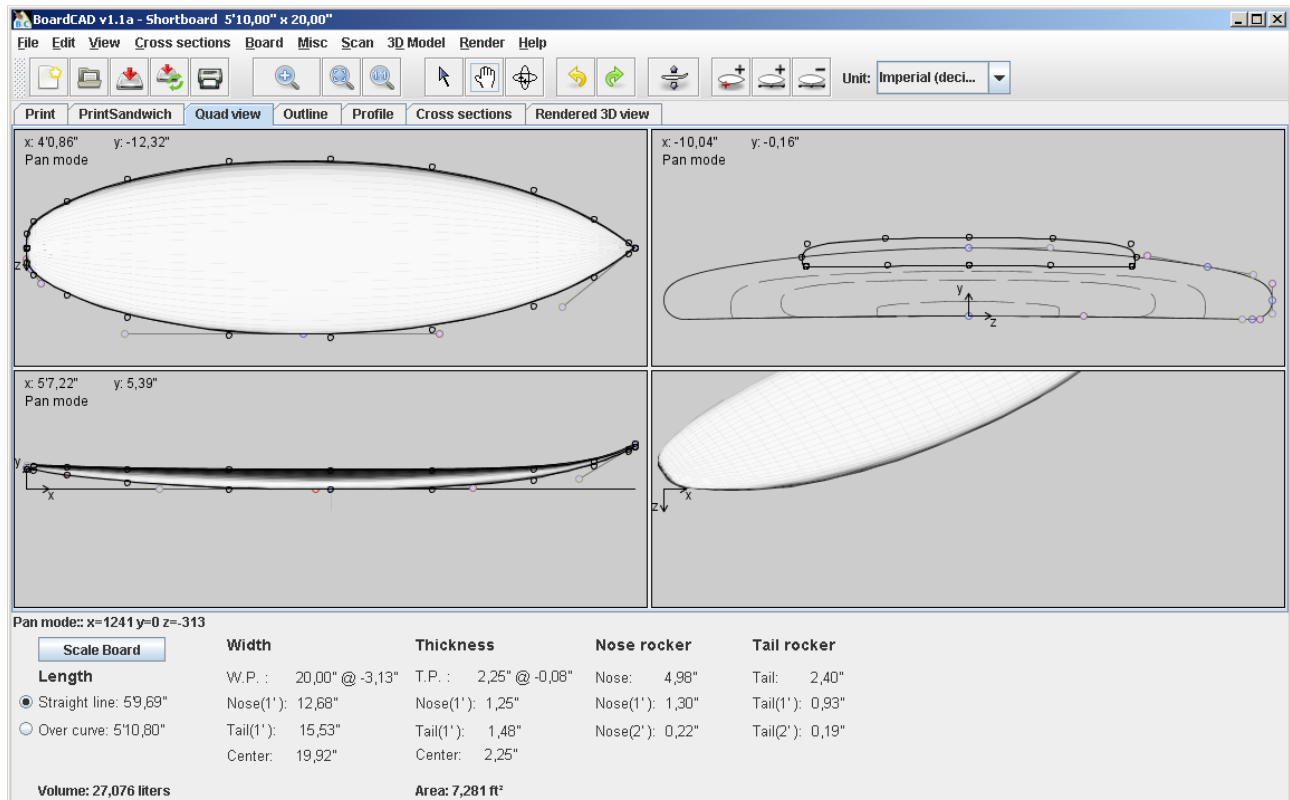 BoardCAD v1.1a - Shortboard 5'10,00" x 20,00"
File Edit View Cross sections Board Misc Scan 3D Model Render Help
Unit: Imperial (deci...
Print PrintSandwich Quad view Outline Profile Cross sections Rendered 3D view
x: 4'0,86" y: -12,32"
Pan mode
z
x: -10,04" y: -0,16"
Pan mode
y
z
x: 5'7,22" y: 5,39"
Pan mode
y
x
x
z
Pan mode:: x=1241 y=0 z=-313
Scale Board Width Thickness Nose rocker Tail rocker
Length W.P. : 20,00" @ -3,13" T.P. : 2,25" @ -0,08" Nose: 4,98" Tail: 2,40"
Straight line: 5'9,69" Nose(1'): 12,68" Nose(1'): 1,25" Nose(1'): 1,30" Tail(1'): 0,93"
Over curve: 5'10,80" Tail(1'): 15,53" Tail(1'): 1,48" Nose(2'): 0,22" Tail(2'): 0,19"
Center: 19,92" Center: 2,25"
Volume: 27,076 liters Area: 7,281 ft²